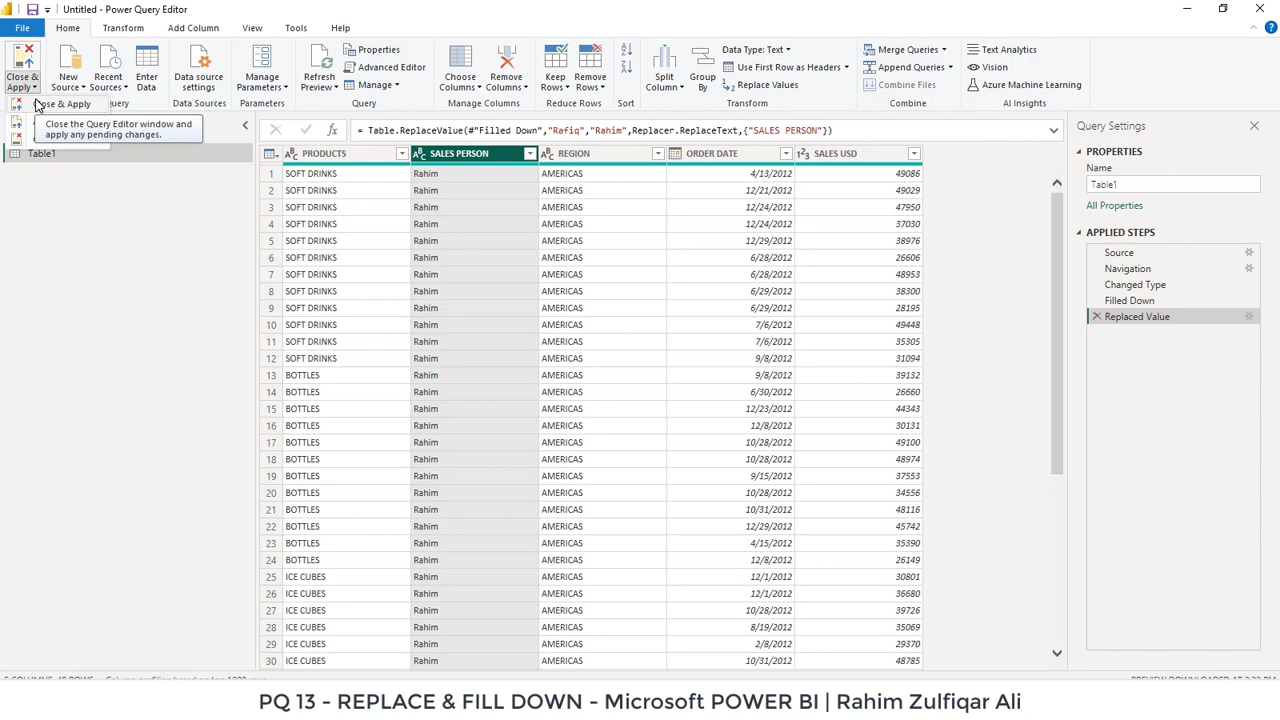 Untitled - Power Query Editor
File Home Transform Add Column View Tools Help
Close & Apply
New Source
Recent Sources
Enter Data
Data source settings
Manage Parameters
Refresh Preview
Properties
Advanced Editor
Manage
Choose Columns
Remove Columns
Keep Rows
Remove Rows
Split Column
Group By
Data Type: Text
Use First Row as Headers
Replace Values
Merge Queries
Append Queries
Combine Files
Text Analytics
Vision
Azure Machine Learning
Data Sources Parameters Query Manage Columns Reduce Rows Sort Transform Combine AI Insights
& Apply
Close the Query Editor window and
apply any pending changes.
Table1
= Table.ReplaceValue(#"Filled Down","Rafiq","Rahim",Replacer.ReplaceText,{"SALES PERSON"})
PRODUCTS SALES PERSON REGION ORDER DATE SALES USD
1 SOFT DRINKS Rahim AMERICAS 4/13/2012 49086
2 SOFT DRINKS Rahim AMERICAS 12/21/2012 49029
3 SOFT DRINKS Rahim AMERICAS 12/24/2012 47950
4 SOFT DRINKS Rahim AMERICAS 12/24/2012 37030
5 SOFT DRINKS Rahim AMERICAS 12/29/2012 38976
6 SOFT DRINKS Rahim AMERICAS 6/28/2012 26606
7 SOFT DRINKS Rahim AMERICAS 6/28/2012 48953
8 SOFT DRINKS Rahim AMERICAS 6/29/2012 38300
9 SOFT DRINKS Rahim AMERICAS 6/29/2012 28195
10 SOFT DRINKS Rahim AMERICAS 7/6/2012 49448
11 SOFT DRINKS Rahim AMERICAS 7/6/2012 35305
12 SOFT DRINKS Rahim AMERICAS 9/8/2012 31094
13 BOTTLES Rahim AMERICAS 9/8/2012 39132
14 BOTTLES Rahim AMERICAS 6/30/2012 26660
15 BOTTLES Rahim AMERICAS 12/23/2012 44343
16 BOTTLES Rahim AMERICAS 12/8/2012 30131
17 BOTTLES Rahim AMERICAS 10/28/2012 49100
18 BOTTLES Rahim AMERICAS 10/28/2012 48974
19 BOTTLES Rahim AMERICAS 9/15/2012 37553
20 BOTTLES Rahim AMERICAS 10/28/2012 34556
21 BOTTLES Rahim AMERICAS 10/31/2012 48116
22 BOTTLES Rahim AMERICAS 12/29/2012 45742
23 BOTTLES Rahim AMERICAS 4/15/2012 35390
24 BOTTLES Rahim AMERICAS 12/8/2012 26149
25 ICE CUBES Rahim AMERICAS 12/1/2012 30801
26 ICE CUBES Rahim AMERICAS 12/1/2012 36680
27 ICE CUBES Rahim AMERICAS 10/28/2012 39726
28 ICE CUBES Rahim AMERICAS 8/19/2012 35069
29 ICE CUBES Rahim AMERICAS 2/8/2012 29370
30 ICE CUBES Rahim AMERICAS 10/31/2012 48785
Query Settings
PROPERTIES
Name
Table1
All Properties
APPLIED STEPS
Source
Navigation
Changed Type
Filled Down
Replaced Value
PQ 13 - REPLACE & FILL DOWN - Microsoft POWER BI | Rahim Zulfiqar Ali